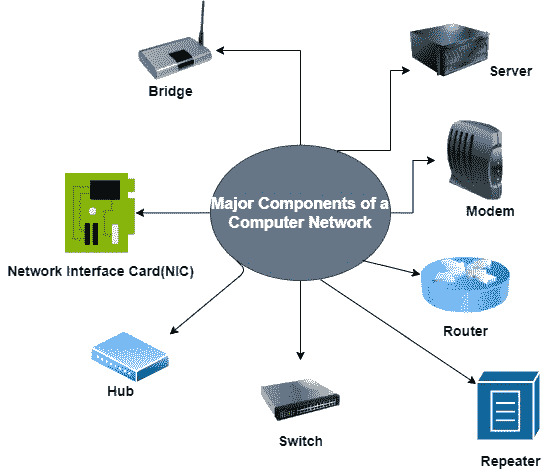 Bridge
Server
Modem
Major Components of a
Computer Network
Network Interface Card(NIC)
Router
Hub
Switch
Repeater